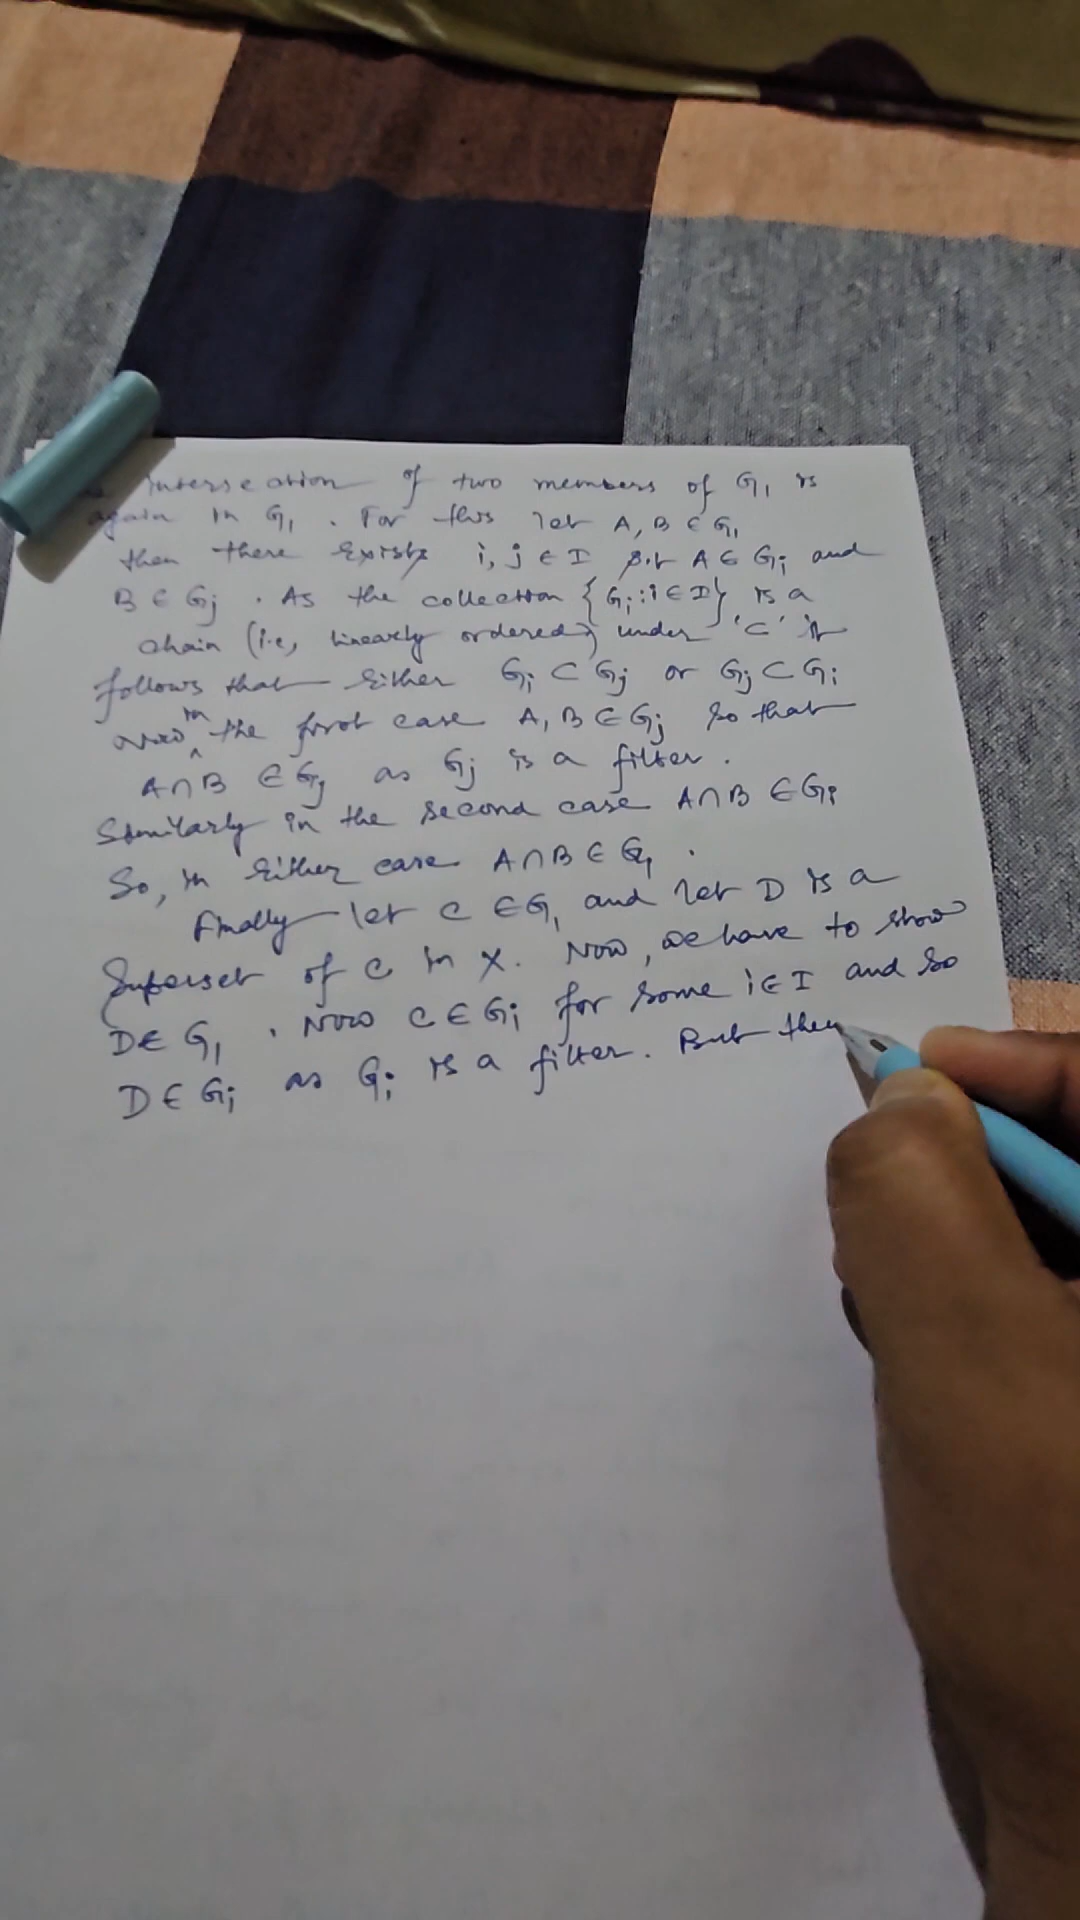 intersection of two members of G₁ is
again in G₁ . For this let A, B ∈ G₁
then there exists i, j ∈ I s.t A ∈ Gᵢ and
B ∈ Gⱼ . As the collection {Gᵢ : i ∈ I} is a
chain (i.e, linearly ordered) under '⊂' it
follows that either Gᵢ ⊂ Gⱼ or Gⱼ ⊂ Gᵢ
Now in the first case A, B ∈ Gⱼ so that
A ∩ B ∈ Gⱼ as Gⱼ is a filter .
Similarly in the second case A ∩ B ∈ Gᵢ
So, in either case A ∩ B ∈ G₁ .
Finally let C ∈ G₁ and let D is a
Superset of C in X . Now, we have to show
D ∈ G₁ . Now C ∈ Gᵢ for some i ∈ I and so
D ∈ Gᵢ as Gᵢ is a filter . But then